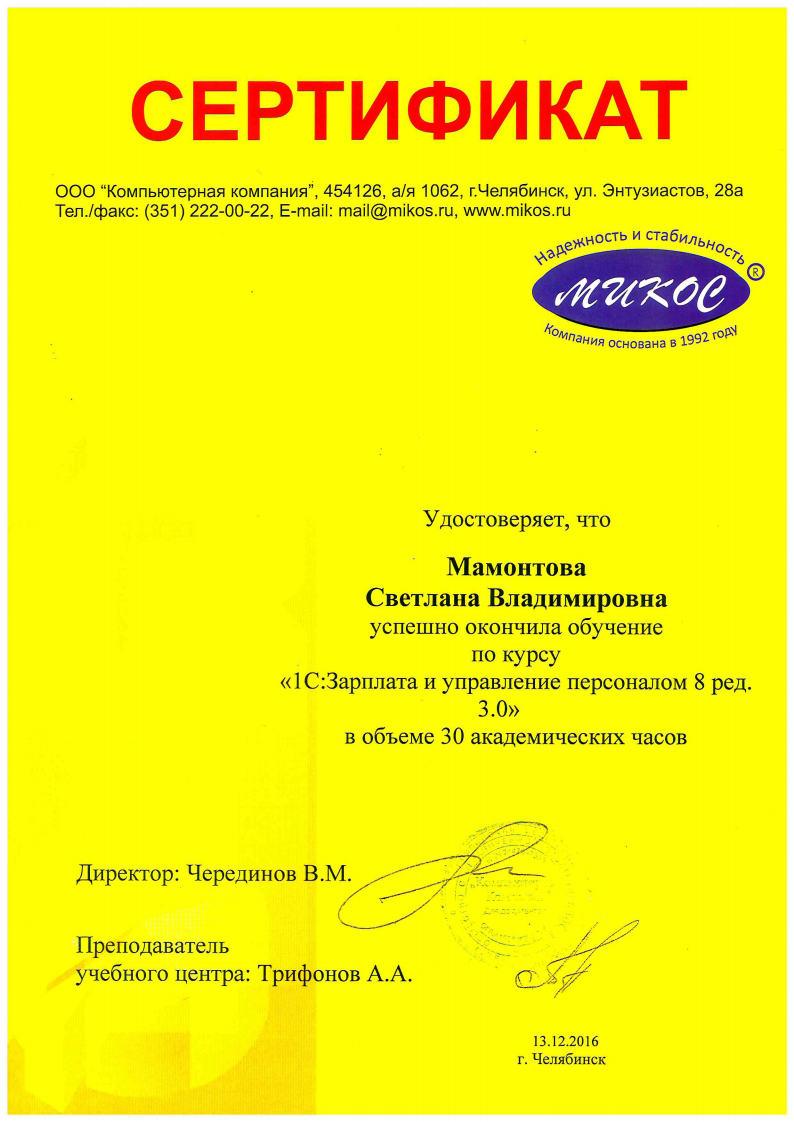 СЕРТИФИКАТ
ООО “Компьютерная компания”, 454126, а/я 1062, г.Челябинск, ул. Энтузиастов, 28а
Тел./факс: (351) 222-00-22, E-mail: mail@mikos.ru, www.mikos.ru
Надежность и стабильность
МИКОС ®
Компания основана в 1992 году
Удостоверяет, что
Мамонтова
Светлана Владимировна
успешно окончила обучение
по курсу
«1С:Зарплата и управление персоналом 8 ред.
3.0»
в объеме 30 академических часов
Директор: Черединов В.М.
Преподаватель
учебного центра: Трифонов А.А.
13.12.2016
г. Челябинск